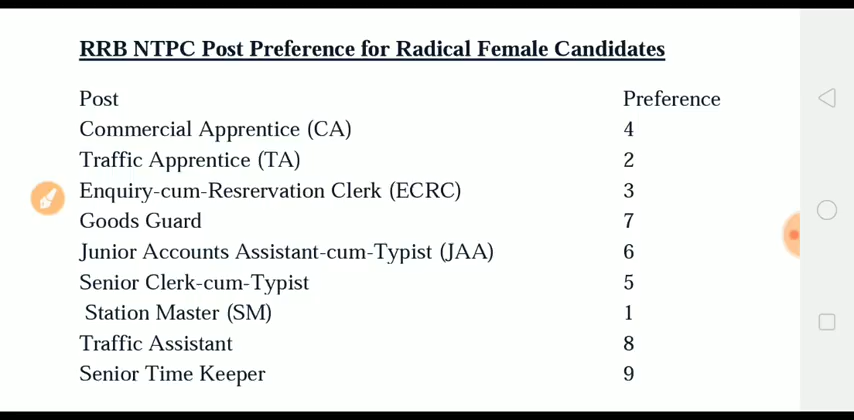 RRB NTPC Post Preference for Radical Female Candidates
Post Preference
Commercial Apprentice (CA) 4
Traffic Apprentice (TA) 2
Enquiry-cum-Resrervation Clerk (ECRC) 3
Goods Guard 7
Junior Accounts Assistant-cum-Typist (JAA) 6
Senior Clerk-cum-Typist 5
Station Master (SM) 1
Traffic Assistant 8
Senior Time Keeper 9